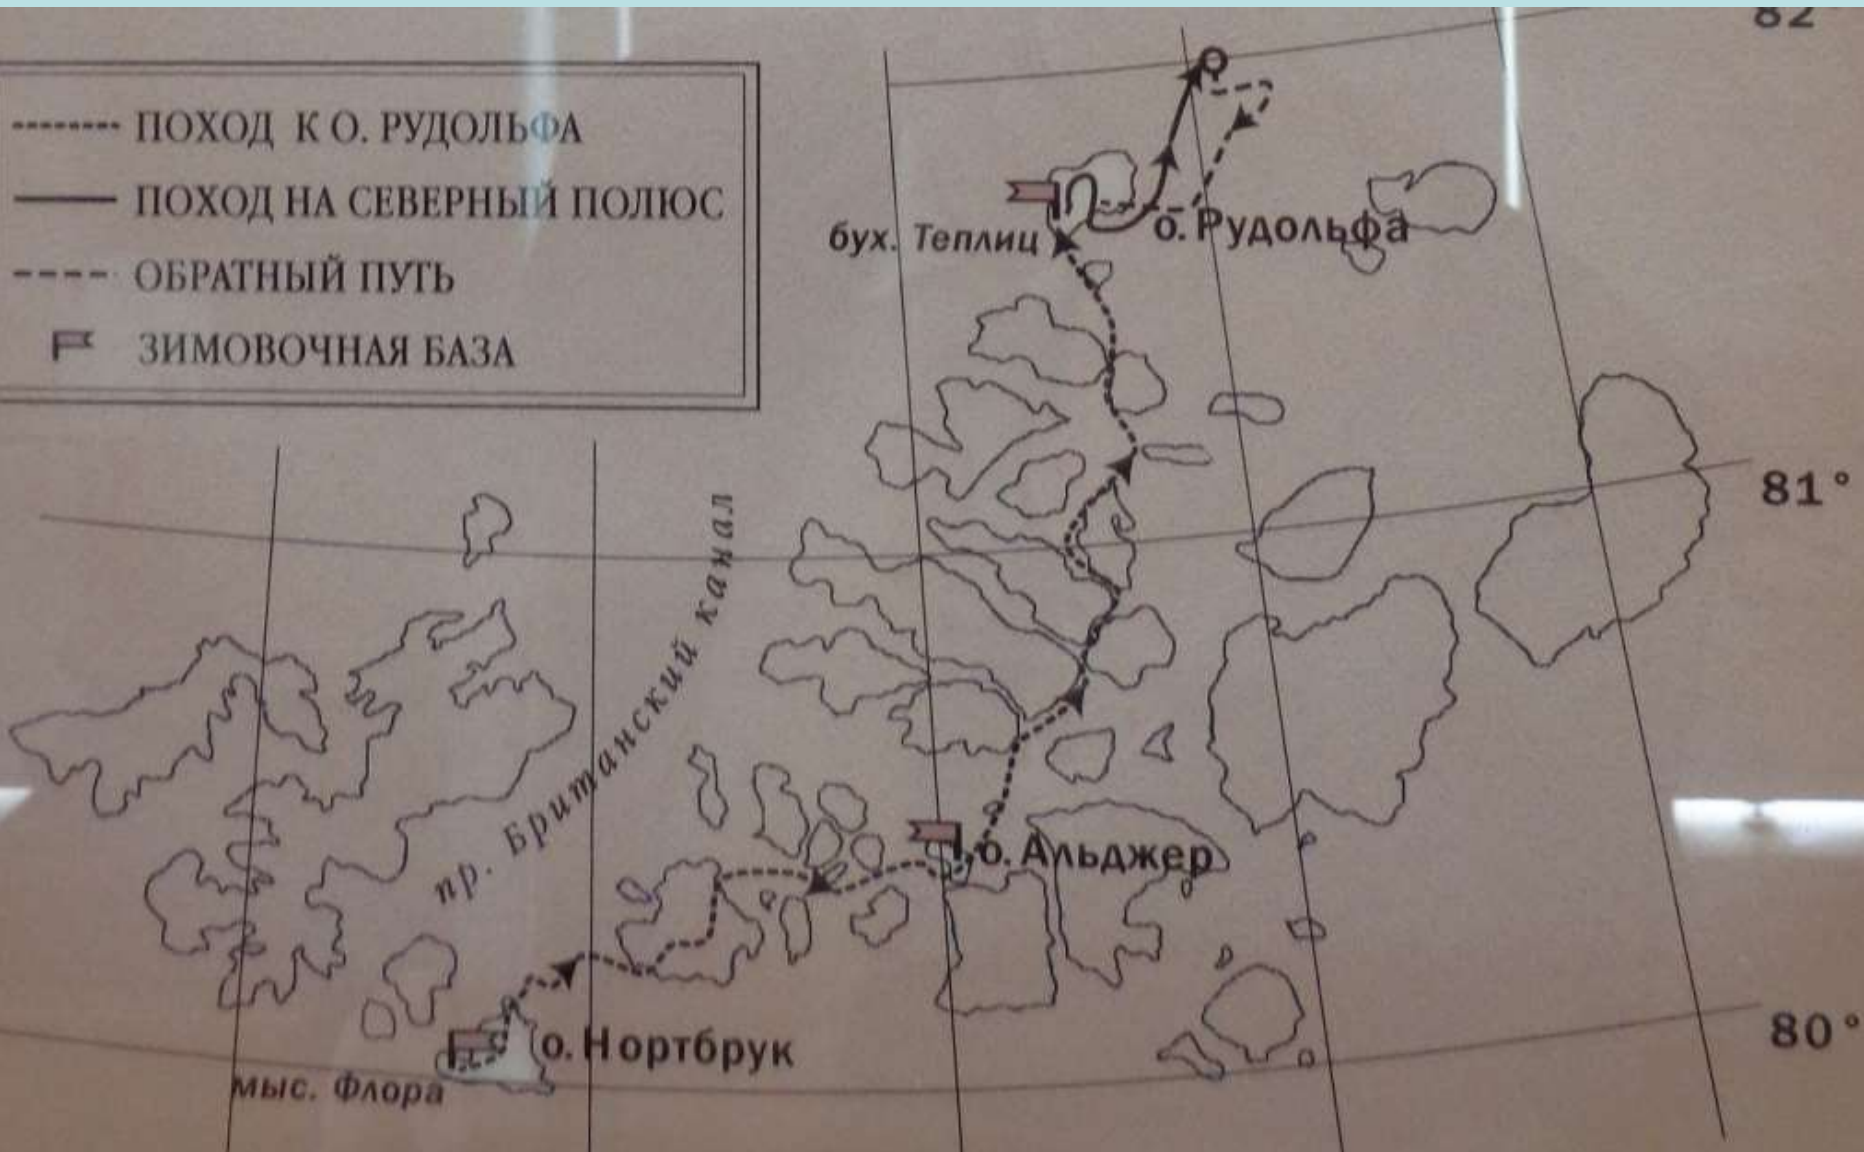 82°
ПОХОД К О. РУДОЛЬФА
ПОХОД НА СЕВЕРНЫЙ ПОЛЮС
ОБРАТНЫЙ ПУТЬ
ЗИМОВОЧНАЯ БАЗА
бух. Теплиц
о. Рудольфа
81°
пр. Британский канал
о. Альджер
80°
о. Нортбрук
мыс. Флора